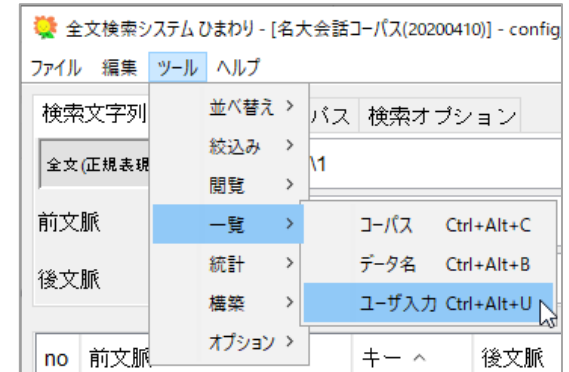 全文検索システム ひまわり - [名大会話コーパス(20200410)] - config
ファイル 編集 ツール ヘルプ
検索文字列 パス 検索オプション
並べ替え >
全文(正規表現 \1
絞込み >
閲覧 >
前文脈
一覧 > コーパス Ctrl+Alt+C
統計 > データ名 Ctrl+Alt+B
後文脈
構築 > ユーザ入力 Ctrl+Alt+U
オプション >
no 前文脈 キー 後文脈